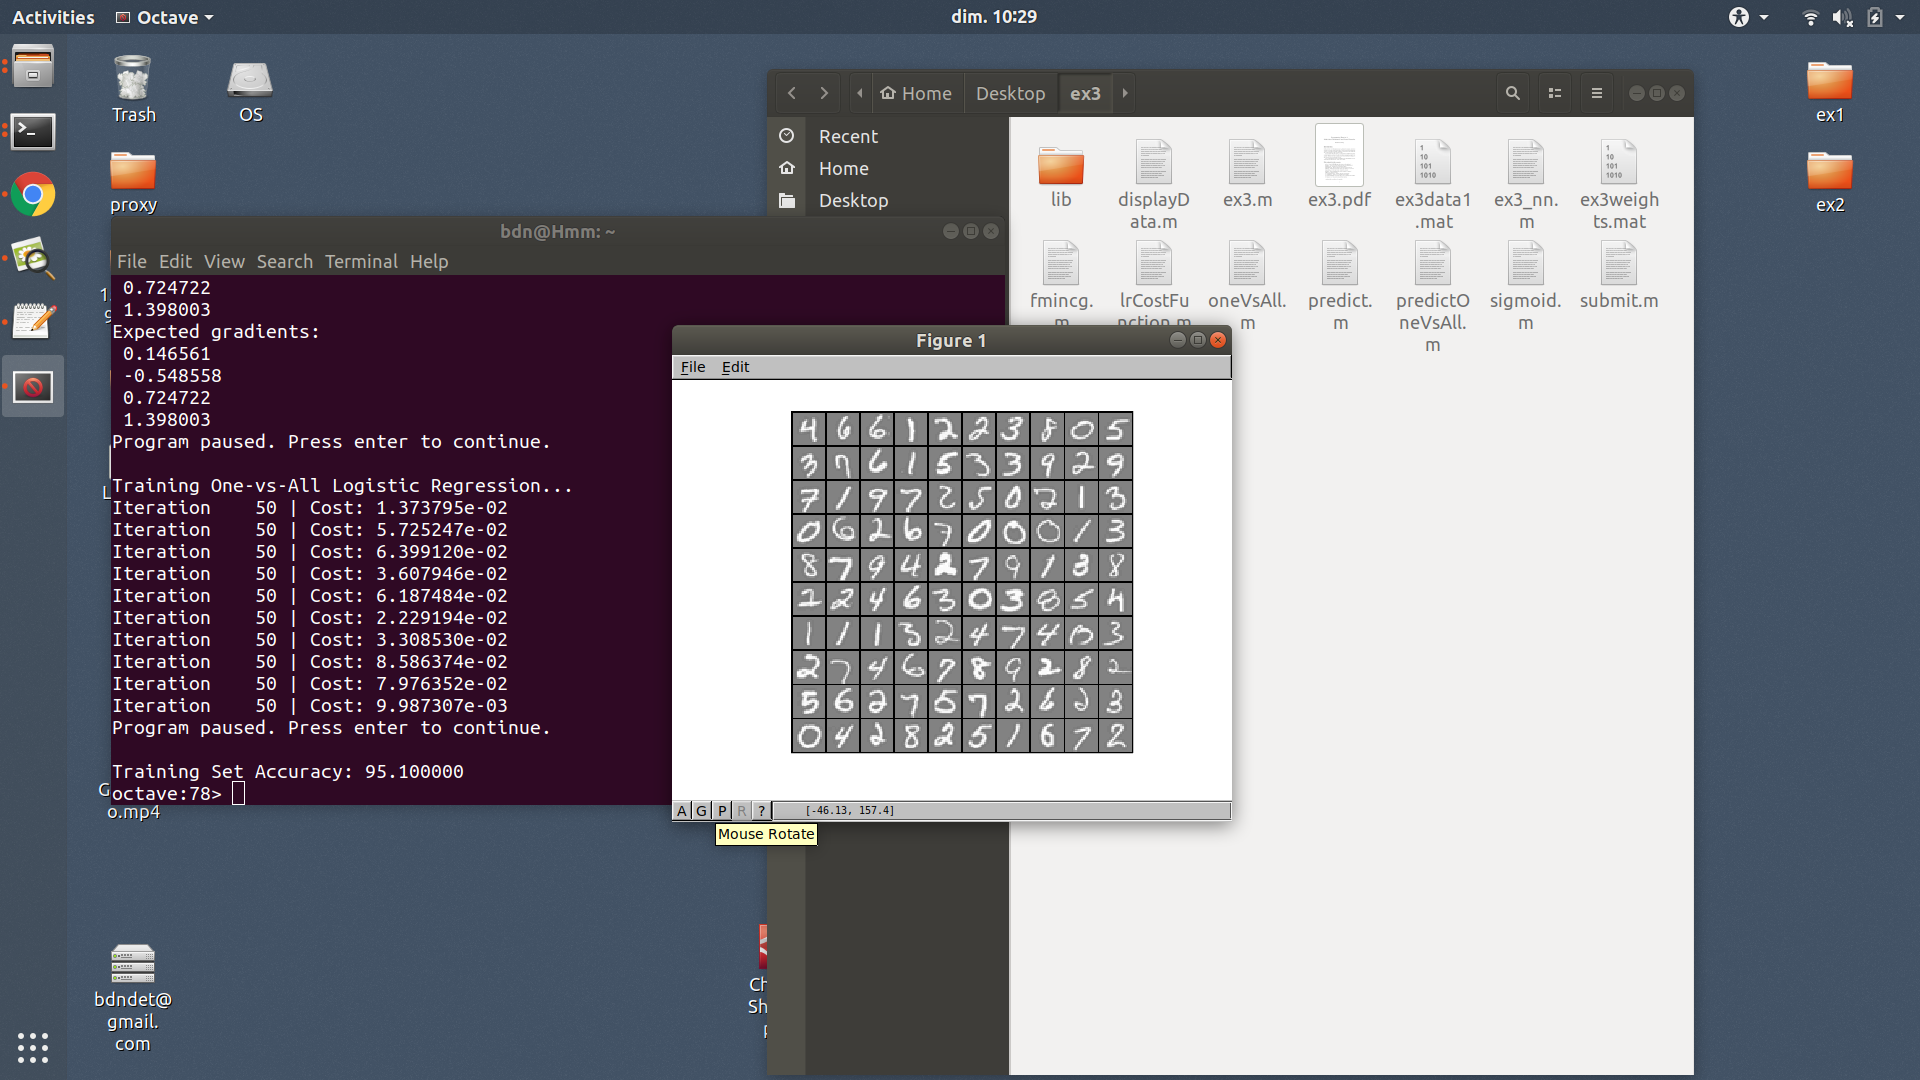 Activities
Octave
dim. 10:29
Trash
OS
proxy
Home
Desktop
ex3
Recent
Home
Desktop
lib
displayD
ata.m
ex3.m
ex3.pdf
ex3data1
.mat
ex3_nn.
m
ex3weigh
ts.mat
fmincg.
m
lrCostFu
nction.m
oneVsAll.
m
predict.
m
predictO
neVsAll.
m
sigmoid.
m
submit.m
ex1
ex2
bdn@Hmm: ~
File Edit View Search Terminal Help
0.724722
1.398003
Expected gradients:
0.146561
-0.548558
0.724722
1.398003
Program paused. Press enter to continue.
Training One-vs-All Logistic Regression...
Iteration 50 | Cost: 1.373795e-02
Iteration 50 | Cost: 5.725247e-02
Iteration 50 | Cost: 6.399120e-02
Iteration 50 | Cost: 3.607946e-02
Iteration 50 | Cost: 6.187484e-02
Iteration 50 | Cost: 2.229194e-02
Iteration 50 | Cost: 3.308530e-02
Iteration 50 | Cost: 8.586374e-02
Iteration 50 | Cost: 7.976352e-02
Iteration 50 | Cost: 9.987307e-03
Program paused. Press enter to continue.
Training Set Accuracy: 95.100000
octave:78>
Figure 1
File Edit
4 6 6 1 2 2 3 8 0 5
3 7 6 1 5 3 3 9 2 9
7 1 9 7 2 5 0 2 1 3
0 6 2 6 7 0 0 0 1 3
8 7 9 4 2 7 9 1 3 8
2 2 4 6 3 0 3 8 5 4
1 1 1 3 2 4 7 4 0 3
2 7 4 6 7 8 9 2 8 2
5 6 2 7 5 7 2 6 2 3
0 4 2 8 2 5 1 6 7 2
A G P R ? [-46.13, 157.4]
Mouse Rotate
o.mp4
bdndet@
gmail.
com
Ch
Sh